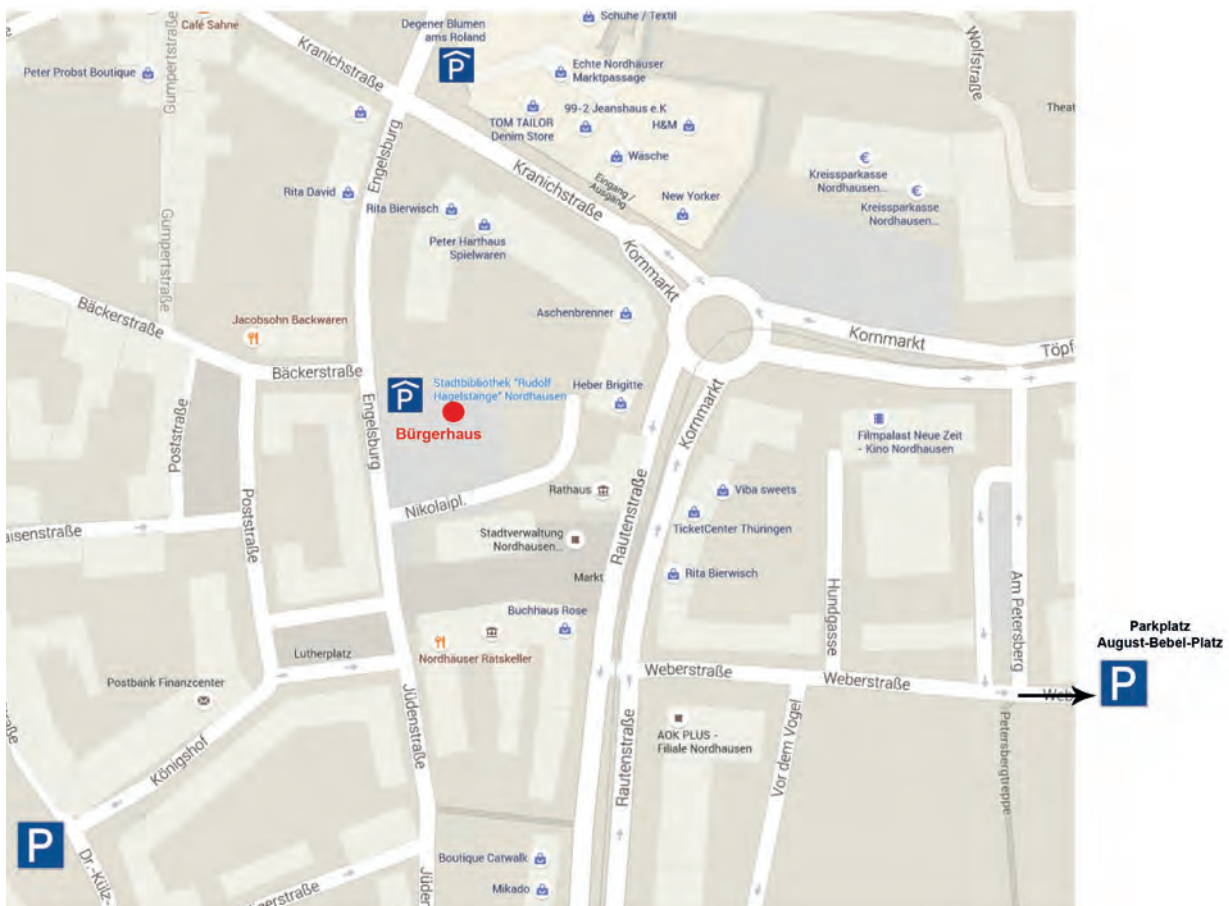 Café Sahne
Degener Blumen
ams Roland
P
Schuhe / Textil
Wolfstraße
Peter Probst Boutique
Gumpertstraße
Kranichstraße
Echte Nordhäuser
Marktpassage
99-2 Jeanshaus e.K
TOM TAILOR
Denim Store
H&M
Theat
Engelsburg
Wäsche
€
Kreissparkasse
Nordhausen...
€
Kreissparkasse
Nordhausen...
Rita David
Rita Bierwisch
Kranichstraße
Eingang /
Ausgang
New Yorker
Gumpertstraße
Peter Harthaus
Spielwaren
Kornmarkt
Bäckerstraße
Jacobsohn Backwaren
Aschenbrenner
Kornmarkt
Töpf
Bäckerstraße
P
Stadtbibliothek "Rudolf
Hagelstange" Nordhausen
Bürgerhaus
Heber Brigitte
Kornmarkt
Engelsburg
Poststraße
Filmpalast Neue Zeit
- Kino Nordhausen
Poststraße
Nikolaipl.
Rathaus
Viba sweets
TicketCenter Thüringen
aisenstraße
Stadtverwaltung
Nordhausen...
Rautenstraße
Markt
Rita Bierwisch
Hundgasse
Am Petersberg
Buchhaus Rose
Nordhäuser Ratskeller
Lutherplatz
Parkplatz
August-Bebel-Platz
P
Weberstraße
Weberstraße
Web
Postbank Finanzcenter
Jüdenstraße
Königshof
AOK PLUS -
Filiale Nordhausen
Vor dem Vogel
Petersbergtreppe
Rautenstraße
P
Dr.-Külz-
Boutique Catwalk
Mikado
Jüder